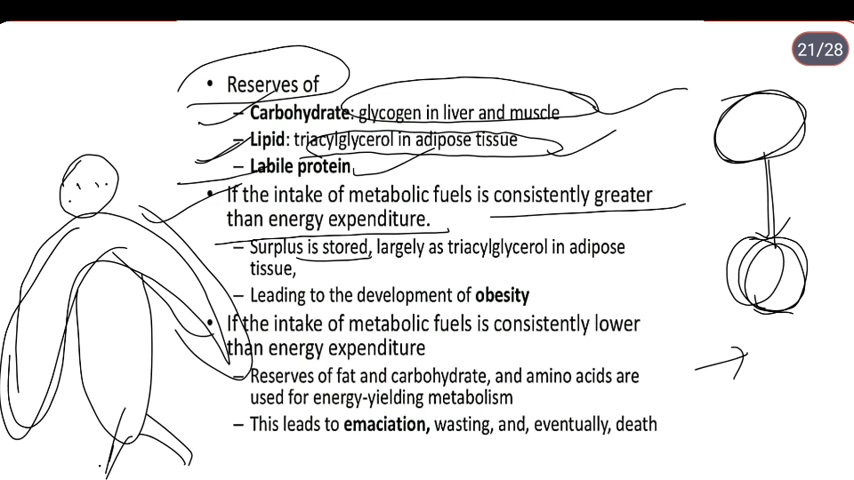 21/28
• Reserves of
– Carbohydrate: glycogen in liver and muscle
– Lipid: triacylglycerol in adipose tissue
– Labile protein
• If the intake of metabolic fuels is consistently greater
than energy expenditure.
– Surplus is stored, largely as triacylglycerol in adipose
tissue,
– Leading to the development of obesity
• If the intake of metabolic fuels is consistently lower
than energy expenditure
– Reserves of fat and carbohydrate, and amino acids are
used for energy-yielding metabolism
– This leads to emaciation, wasting, and, eventually, death